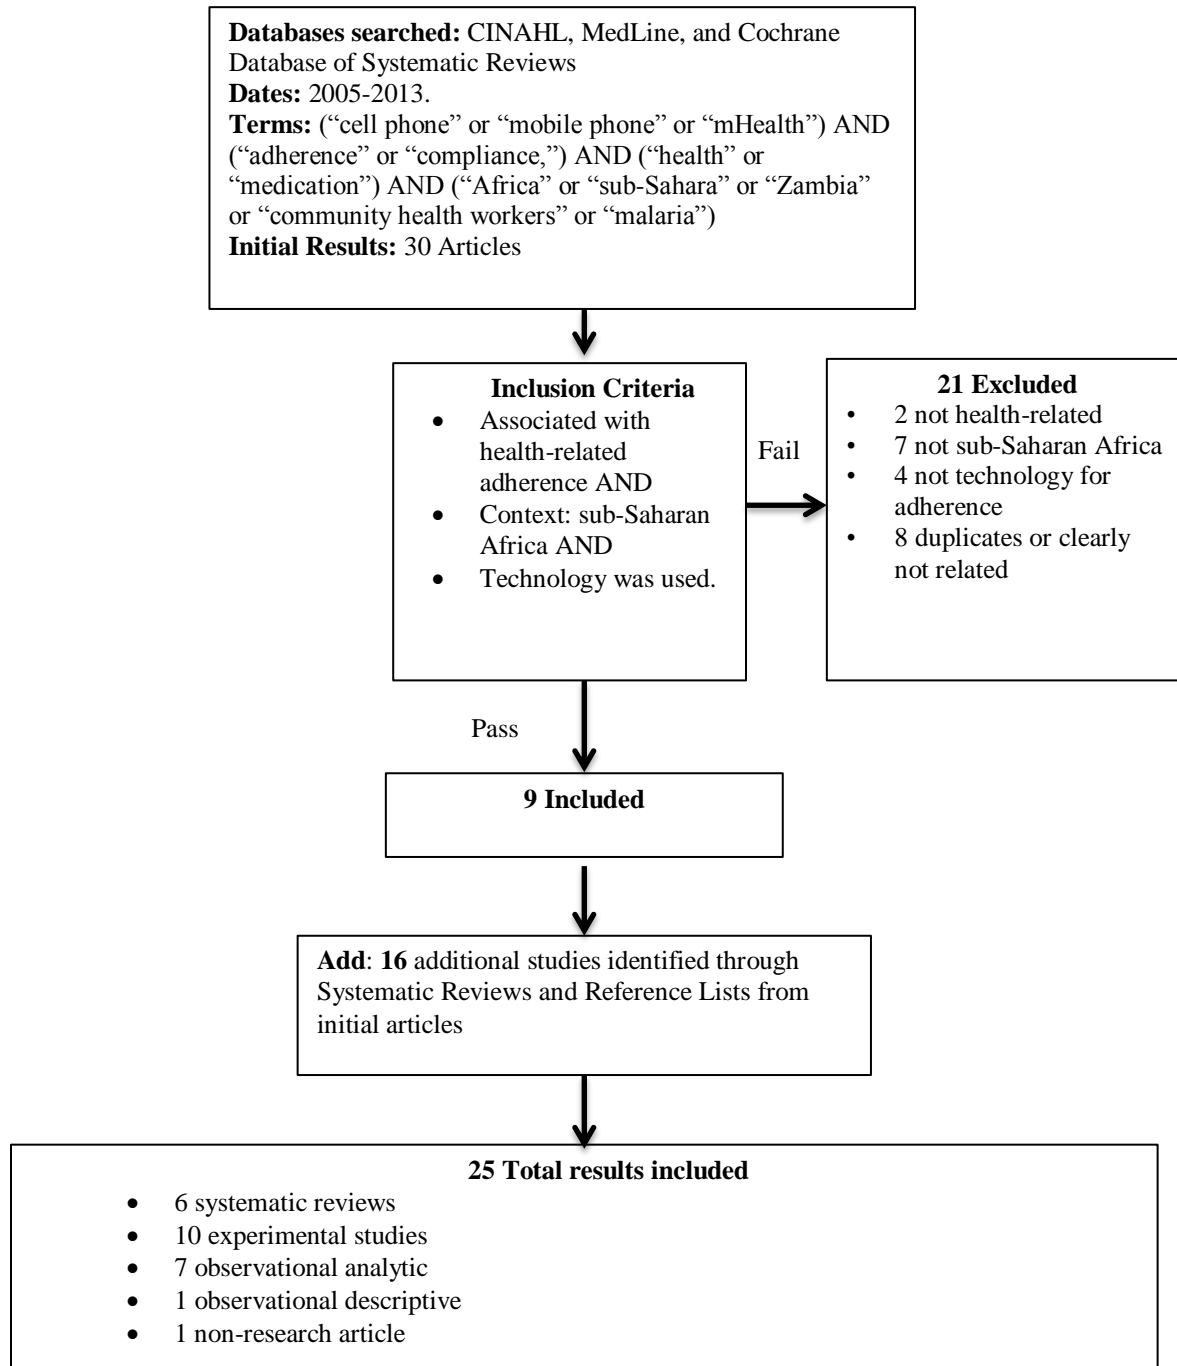 Databases searched: CINAHL, MedLine, and Cochrane
Database of Systematic Reviews
Dates: 2005-2013.
Terms: (“cell phone” or “mobile phone” or “mHealth”) AND
(“adherence” or “compliance,”) AND (“health” or
“medication”) AND (“Africa” or “sub-Sahara” or “Zambia”
or “community health workers” or “malaria”)
Initial Results: 30 Articles
Inclusion Criteria
• Associated with
health-related
adherence AND
• Context: sub-Saharan
Africa AND
• Technology was used.
Fail
21 Excluded
• 2 not health-related
• 7 not sub-Saharan Africa
• 4 not technology for
adherence
• 8 duplicates or clearly
not related
Pass
9 Included
Add: 16 additional studies identified through
Systematic Reviews and Reference Lists from
initial articles
25 Total results included
• 6 systematic reviews
• 10 experimental studies
• 7 observational analytic
• 1 observational descriptive
• 1 non-research article